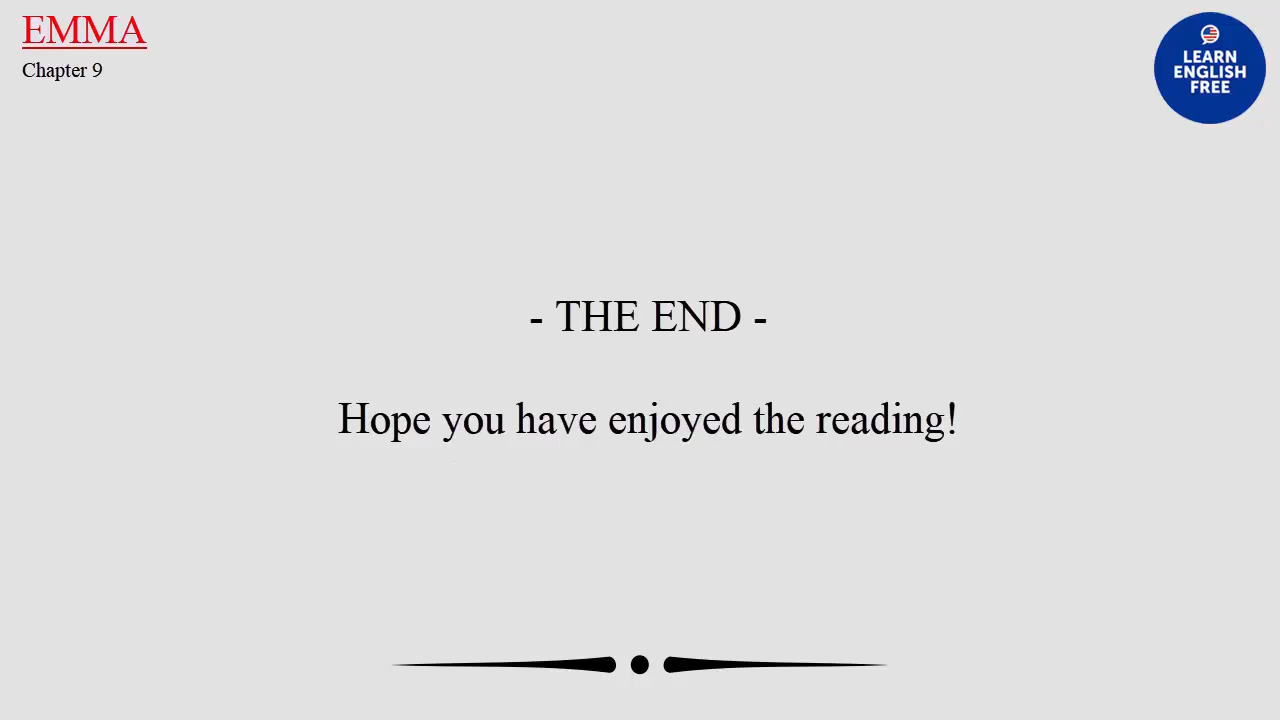 EMMA
Chapter 9
LEARN
ENGLISH
FREE
- THE END -
Hope you have enjoyed the reading!